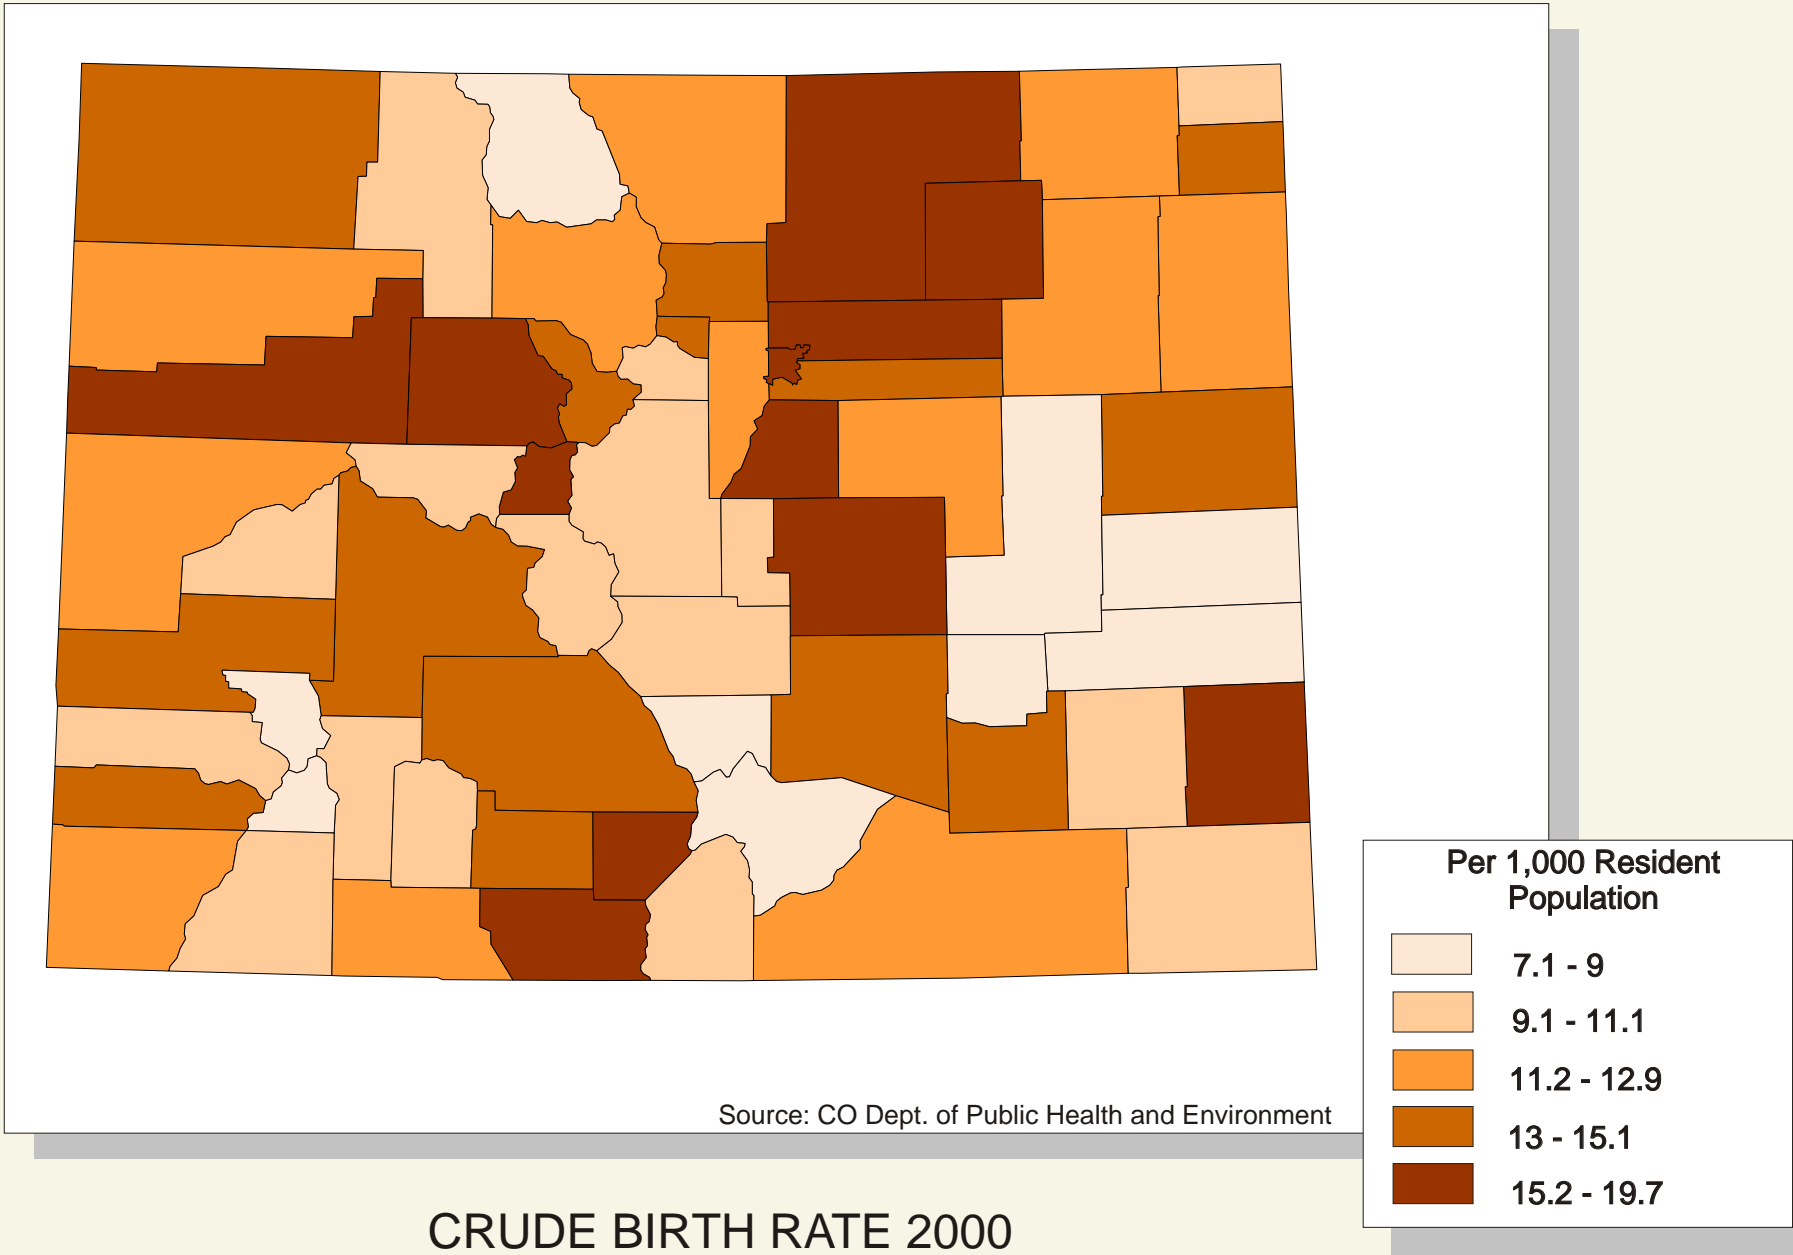 Per 1,000 Resident
Population
7.1 - 9
9.1 - 11.1
11.2 - 12.9
13 - 15.1
15.2 - 19.7
Source: CO Dept. of Public Health and Environment
CRUDE BIRTH RATE 2000